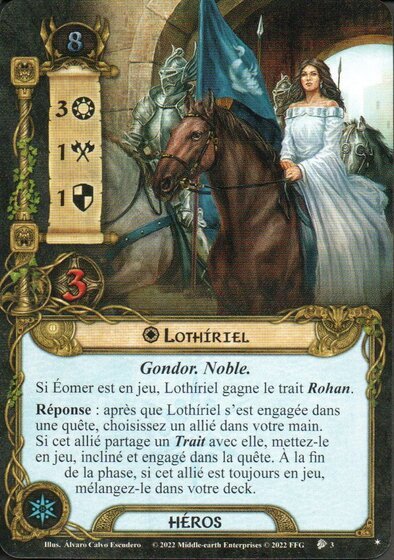 8
3
1
1
3
Lothíriel
Gondor. Noble.
Si Éomer est en jeu, Lothíriel gagne le trait Rohan.
Réponse : après que Lothíriel s'est engagée dans
une quête, choisissez un allié dans votre main.
Si cet allié partage un Trait avec elle, mettez-le
en jeu, incliné et engagé dans la quête. À la fin
de la phase, si cet allié est toujours en jeu,
mélangez-le dans votre deck.
HÉROS
Illus. Álvaro Calvo Escudero © 2022 Middle-earth Enterprises © 2022 FFG 3